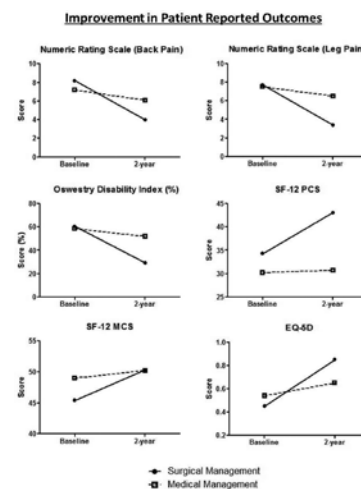 Improvement in Patient Reported Outcomes
Numeric Rating Scale (Back Pain)
Score
10
8
6
4
2
0
Baseline 2-year
Numeric Rating Scale (Leg Pain
Score
10
8
6
4
2
0
Baseline 2-year
Oswestry Disability Index (%)
Score (%)
80
60
40
20
0
Baseline 2-year
SF-12 PCS
Score
45
40
35
30
25
Baseline 2-year
SF-12 MCS
Score
55
50
45
40
Baseline 2-year
EQ-5D
Score
1.0
0.8
0.6
0.4
0.2
Baseline 2-year
Surgical Management
Medical Management